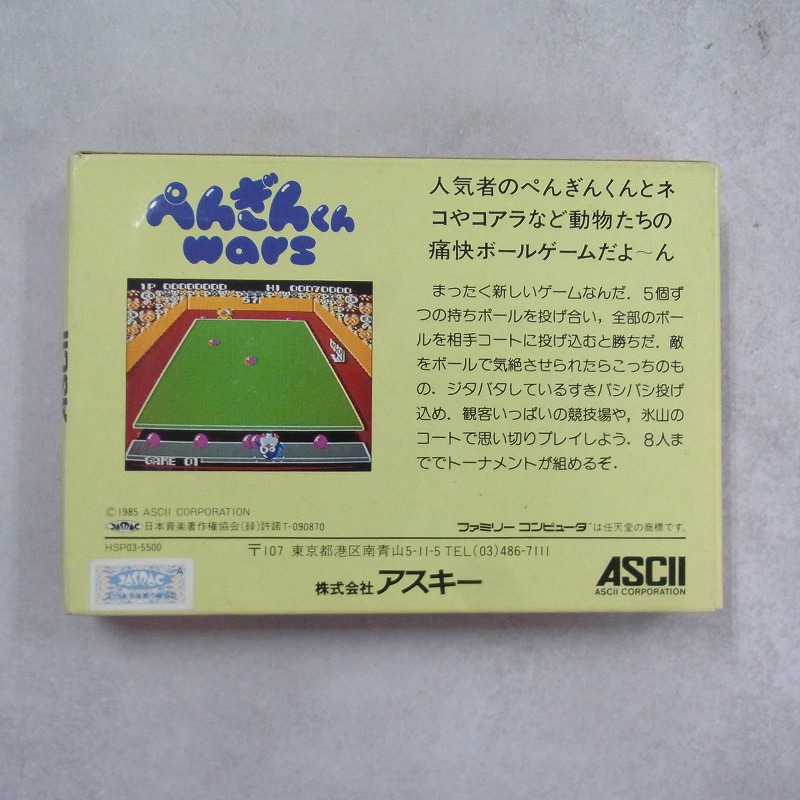 ぺんぎんくん
wars
人気者のぺんぎんくんとネ
コやコアラなど動物たちの
痛快ボールゲームだよ〜ん
1P 00000000 HI 00070000
57
GAME 01
まったく新しいゲームなんだ．5個ず
つの持ちボールを投げ合い，全部のボー
ルを相手コートに投げ込むと勝ちだ．敵
をボールで気絶させられたらこっちのも
の．ジタバタしているすきバシバシ投げ
込め．観客いっぱいの競技場や，氷山の
コートで思い切りプレイしよう．8人ま
ででトーナメントが組めるぞ．
©1985 ASCII CORPORATION
JASRAC 日本音楽著作権協会(録)許諾T-090870
ファミリー コンピュータ™は任天堂の商標です．
HSP03-5500
〒107 東京都港区南青山5-11-5 TEL(03)486-7111
株式会社 アスキー
ASCII
ASCII CORPORATION
JASRAC
A
ASCII